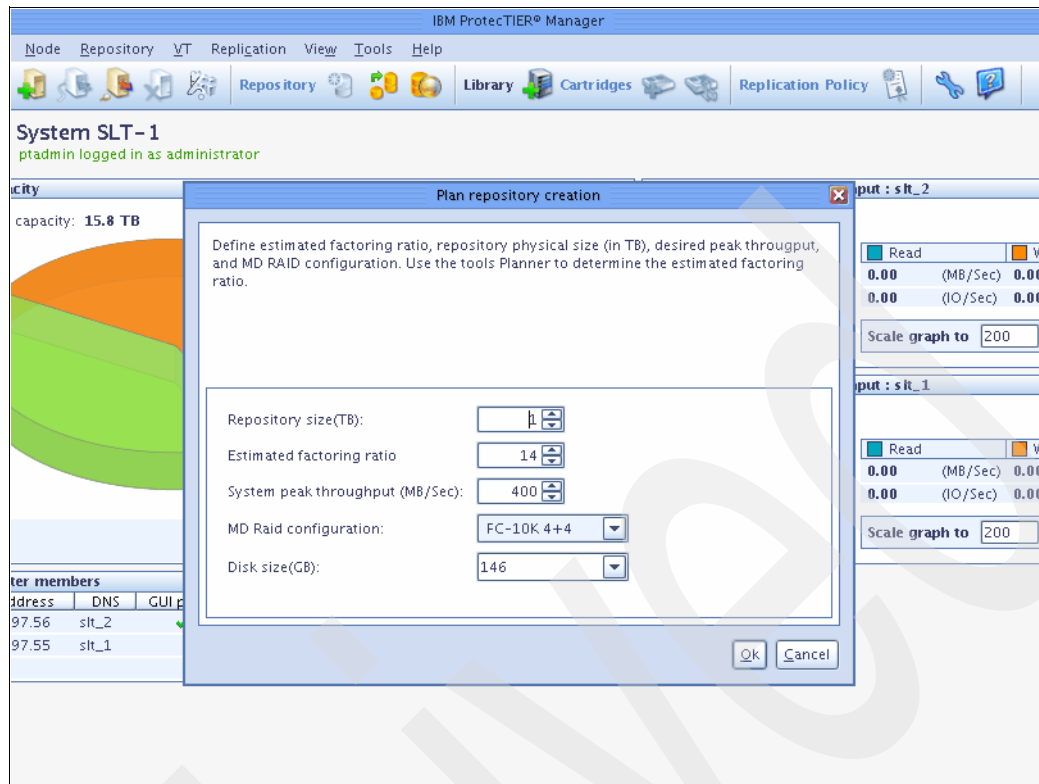 IBM ProtecTIER® Manager
Node Repository VT Replication View Tools Help
Repository Library Cartridges Replication Policy
System SLT-1
ptadmin logged in as administrator
acity
capacity: 15.8 TB
Plan repository creation
Define estimated factoring ratio, repository physical size (in TB), desired peak througput,
and MD RAID configuration. Use the tools Planner to determine the estimated factoring
ratio.
Repository size(TB): 1
Estimated factoring ratio 14
System peak throughput (MB/Sec): 400
MD Raid configuration: FC-10K 4+4
Disk size(GB): 146
Ok Cancel
put : slt_2
Read W
0.00 (MB/Sec) 0.00
0.00 (IO/Sec) 0.00
Scale graph to 200
put : slt_1
Read W
0.00 (MB/Sec) 0.00
0.00 (IO/Sec) 0.00
Scale graph to 200
ter members
ddress DNS GUI p
97.56 slt_2
97.55 slt_1